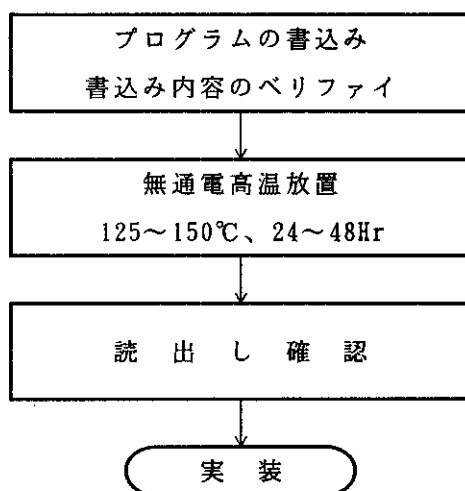 プログラムの書込み
書込み内容のベリファイ
無通電高温放置
125～150℃、24～48Hr
読出し確認
実装